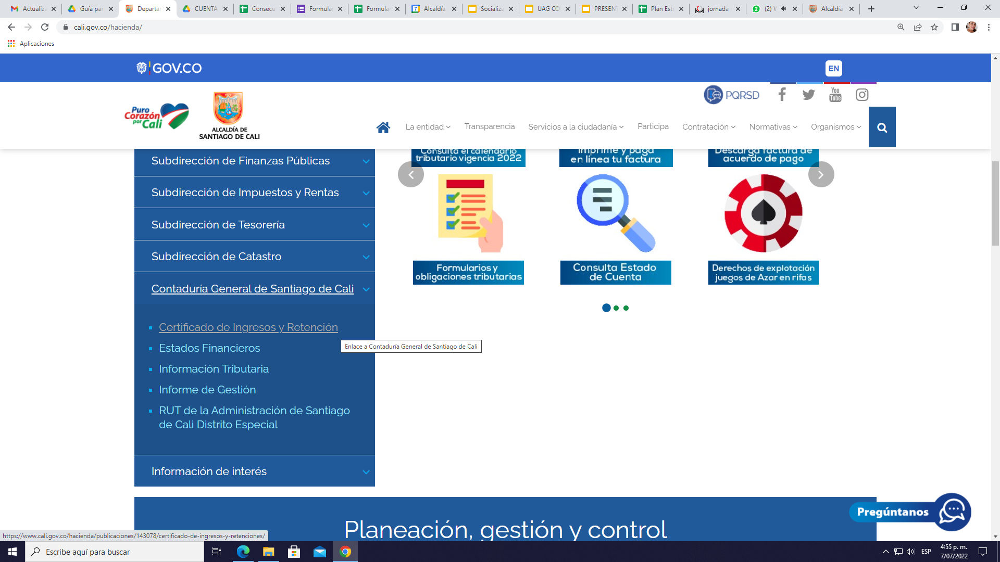 Actualiza
Guía par
Departar
CUENTA
Consecu
Formula
Formula
Alcaldía
Socializa
UAG CO
PRESEN
Plan Est
jornada
(2) W
Alcaldía
cali.gov.co/hacienda/
Aplicaciones
GOV.CO
EN
PQRSD
You
Tube
Puro
Corazón
por Cali
ALCALDÍA DE
SANTIAGO DE CALI
La entidad
Transparencia
Servicios a la ciudadanía
Participa
Contratación
Normativas
Organismos
Subdirección de Finanzas Públicas
Subdirección de Impuestos y Rentas
Subdirección de Tesorería
Subdirección de Catastro
Contaduría General de Santiago de Cali
Certificado de Ingresos y Retención
Estados Financieros
Información Tributaria
Informe de Gestión
RUT de la Administración de Santiago
de Cali Distrito Especial
Información de interés
Enlace a Contaduría General de Santiago de Cali
Consulta el calendario
tributario vigencia 2022
Imprime y paga
en línea tu factura
Descarga factura de
acuerdo de pago
Formularios y
obligaciones tributarias
Consulta Estado
de Cuenta
Derechos de explotación
juegos de Azar en rifas
Planeación, gestión y control
Pregúntanos
https://www.cali.gov.co/hacienda/publicaciones/143078/certificado-de-ingresos-y-retenciones/
Escribe aquí para buscar
ESP
4:55 p. m.
7/07/2022